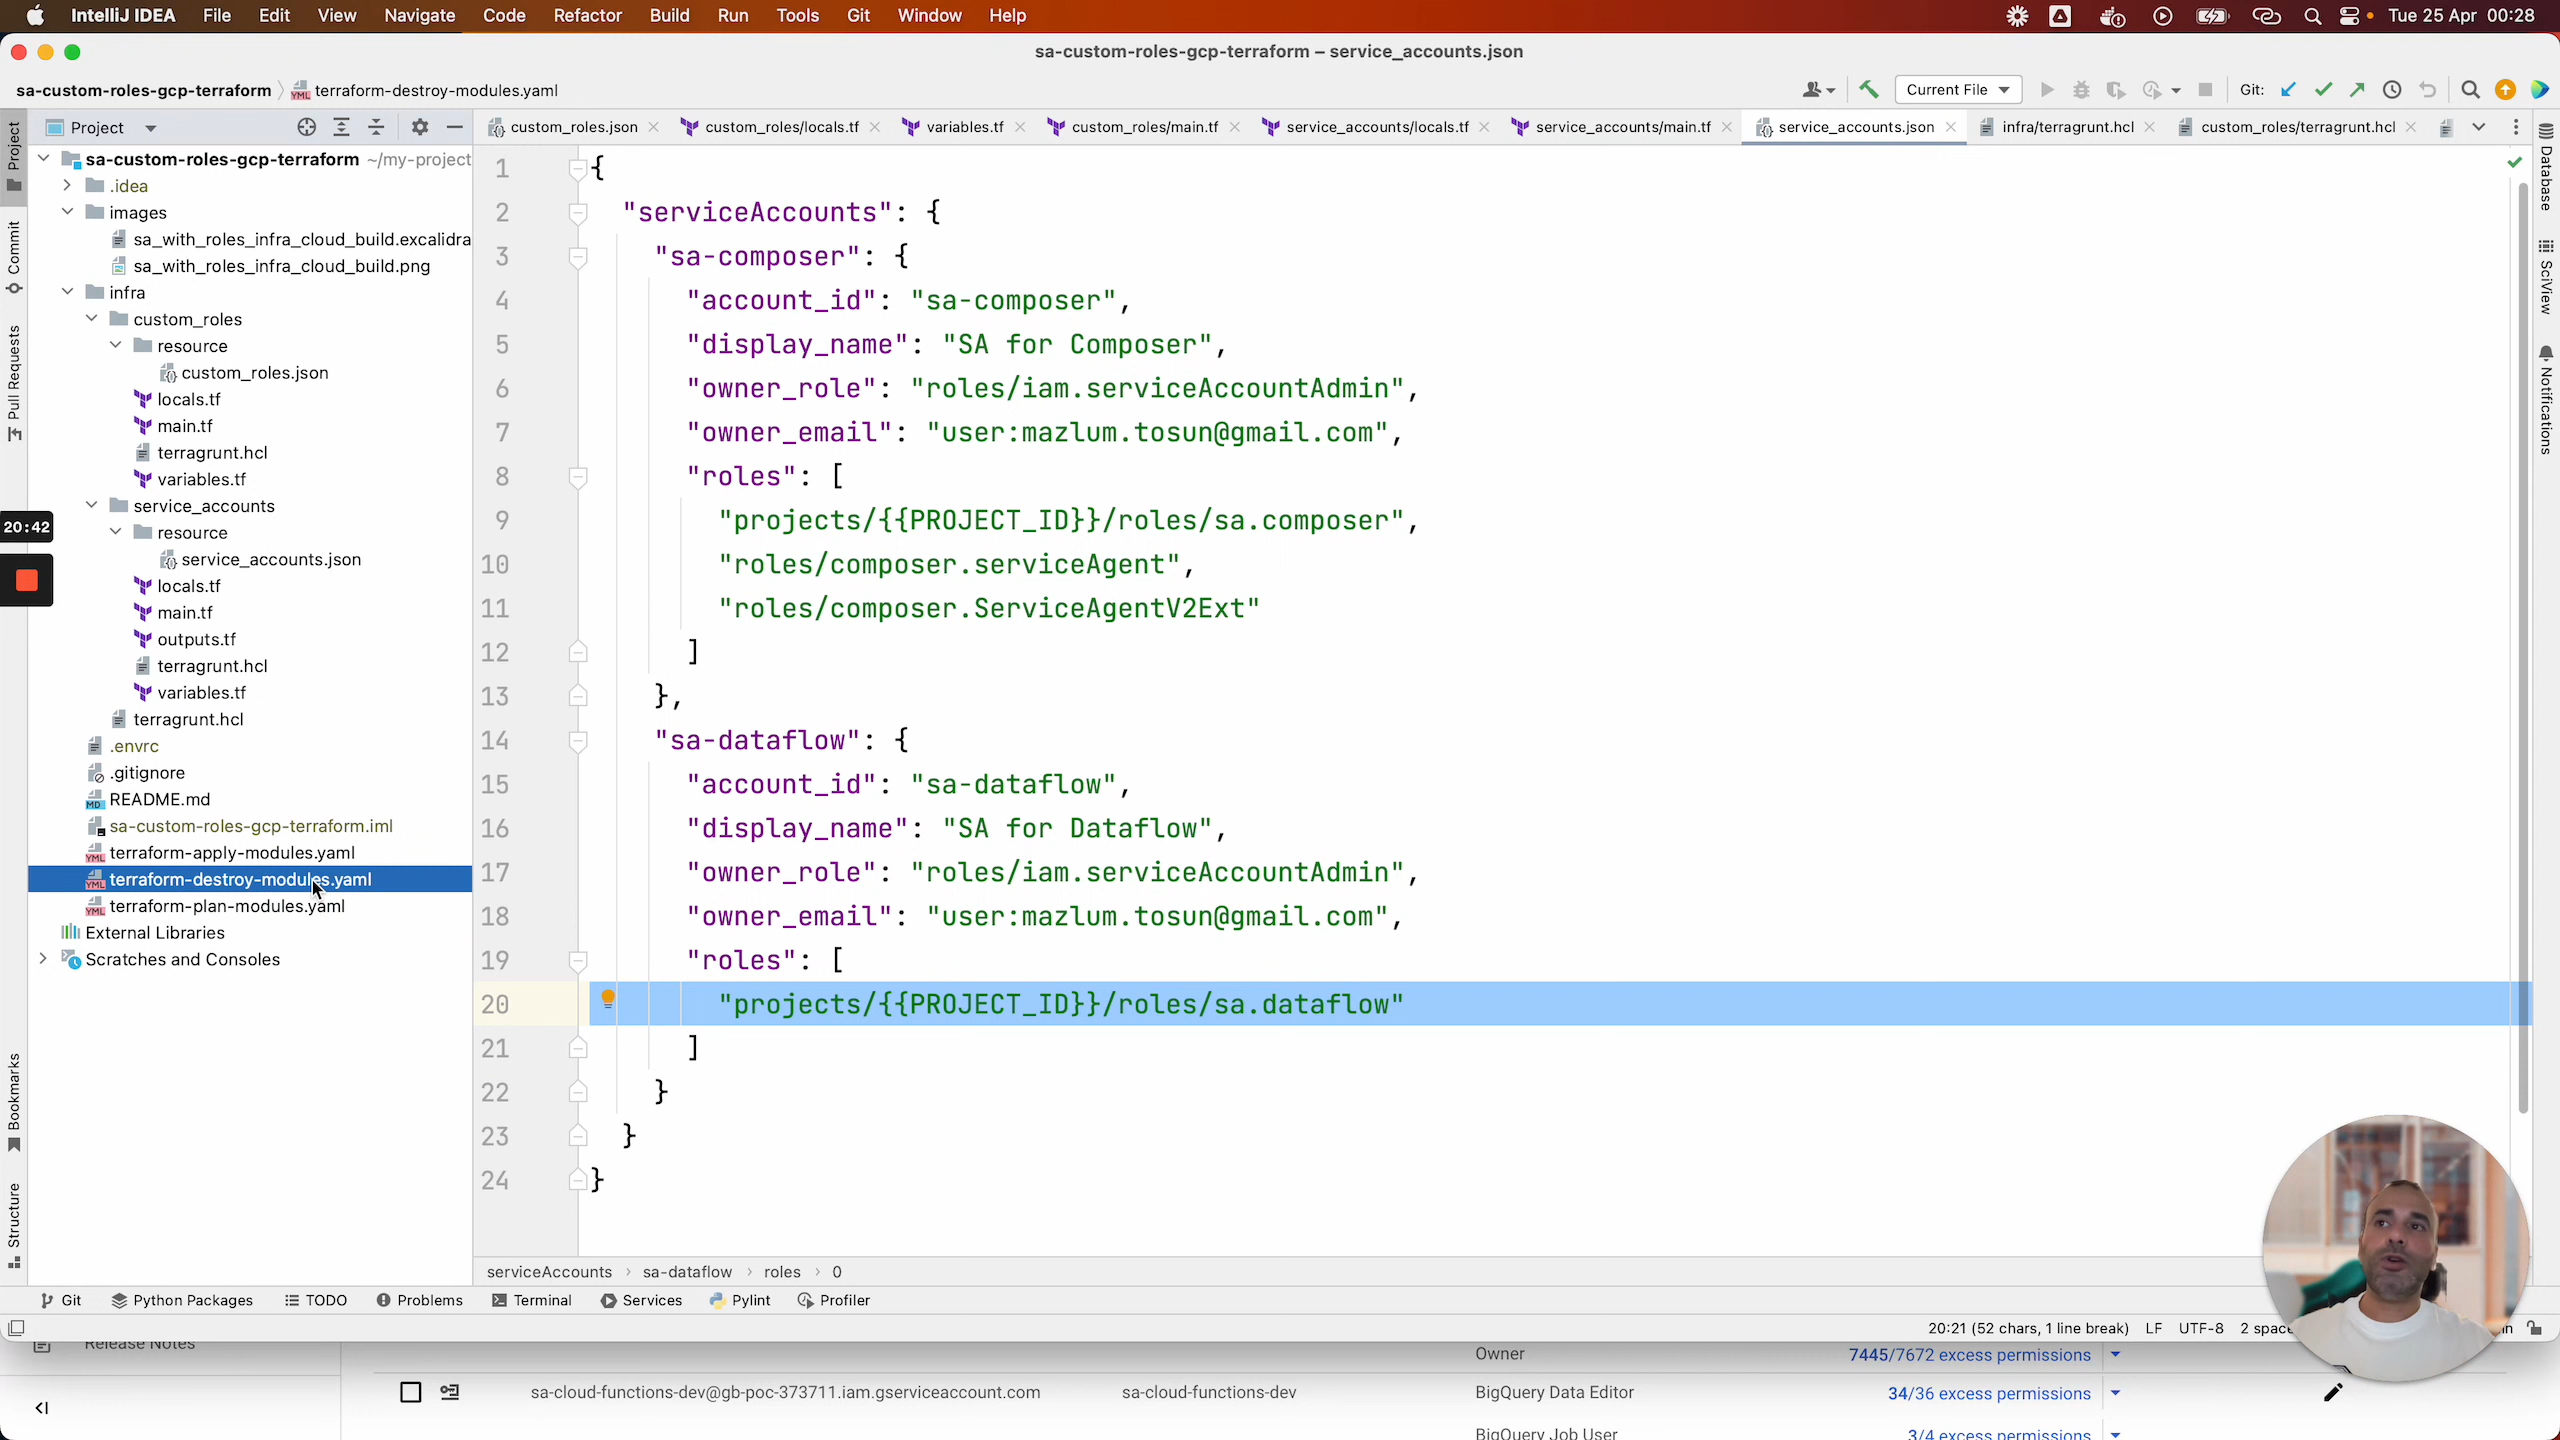 IntelliJ IDEA File Edit View Navigate Code Refactor Build Run Tools Git Window Help Tue 25 Apr 00:28
sa-custom-roles-gcp-terraform – service_accounts.json
sa-custom-roles-gcp-terraform terraform-destroy-modules.yaml Current File Git:
Project custom_roles.json custom_roles/locals.tf variables.tf custom_roles/main.tf service_accounts/locals.tf service_accounts/main.tf service_accounts.json infra/terragrunt.hcl custom_roles/terragrunt.hcl
Project
Commit
Pull Requests
Bookmarks
Structure
sa-custom-roles-gcp-terraform ~/my-project
.idea
images
sa_with_roles_infra_cloud_build.excalidra
sa_with_roles_infra_cloud_build.png
infra
custom_roles
resource
custom_roles.json
locals.tf
main.tf
terragrunt.hcl
variables.tf
service_accounts
resource
service_accounts.json
locals.tf
main.tf
outputs.tf
terragrunt.hcl
variables.tf
terragrunt.hcl
.envrc
.gitignore
README.md
sa-custom-roles-gcp-terraform.iml
terraform-apply-modules.yaml
terraform-destroy-modules.yaml
terraform-plan-modules.yaml
External Libraries
Scratches and Consoles
20:42
1 {
2 "serviceAccounts": {
3 "sa-composer": {
4 "account_id": "sa-composer",
5 "display_name": "SA for Composer",
6 "owner_role": "roles/iam.serviceAccountAdmin",
7 "owner_email": "user:mazlum.tosun@gmail.com",
8 "roles": [
9 "projects/{{PROJECT_ID}}/roles/sa.composer",
10 "roles/composer.serviceAgent",
11 "roles/composer.ServiceAgentV2Ext"
12 ]
13 },
14 "sa-dataflow": {
15 "account_id": "sa-dataflow",
16 "display_name": "SA for Dataflow",
17 "owner_role": "roles/iam.serviceAccountAdmin",
18 "owner_email": "user:mazlum.tosun@gmail.com",
19 "roles": [
20 "projects/{{PROJECT_ID}}/roles/sa.dataflow"
21 ]
22 }
23 }
24 }
Database
SciView
Notifications
serviceAccounts › sa-dataflow › roles › 0
Git Python Packages TODO Problems Terminal Services Pylint Profiler
20:21 (52 chars, 1 line break) LF UTF-8 2 space
Release Notes
Owner 7445/7672 excess permissions
sa-cloud-functions-dev@gb-poc-373711.iam.gserviceaccount.com sa-cloud-functions-dev BigQuery Data Editor 34/36 excess permissions
BigQuery Job User 3/4 excess permissions